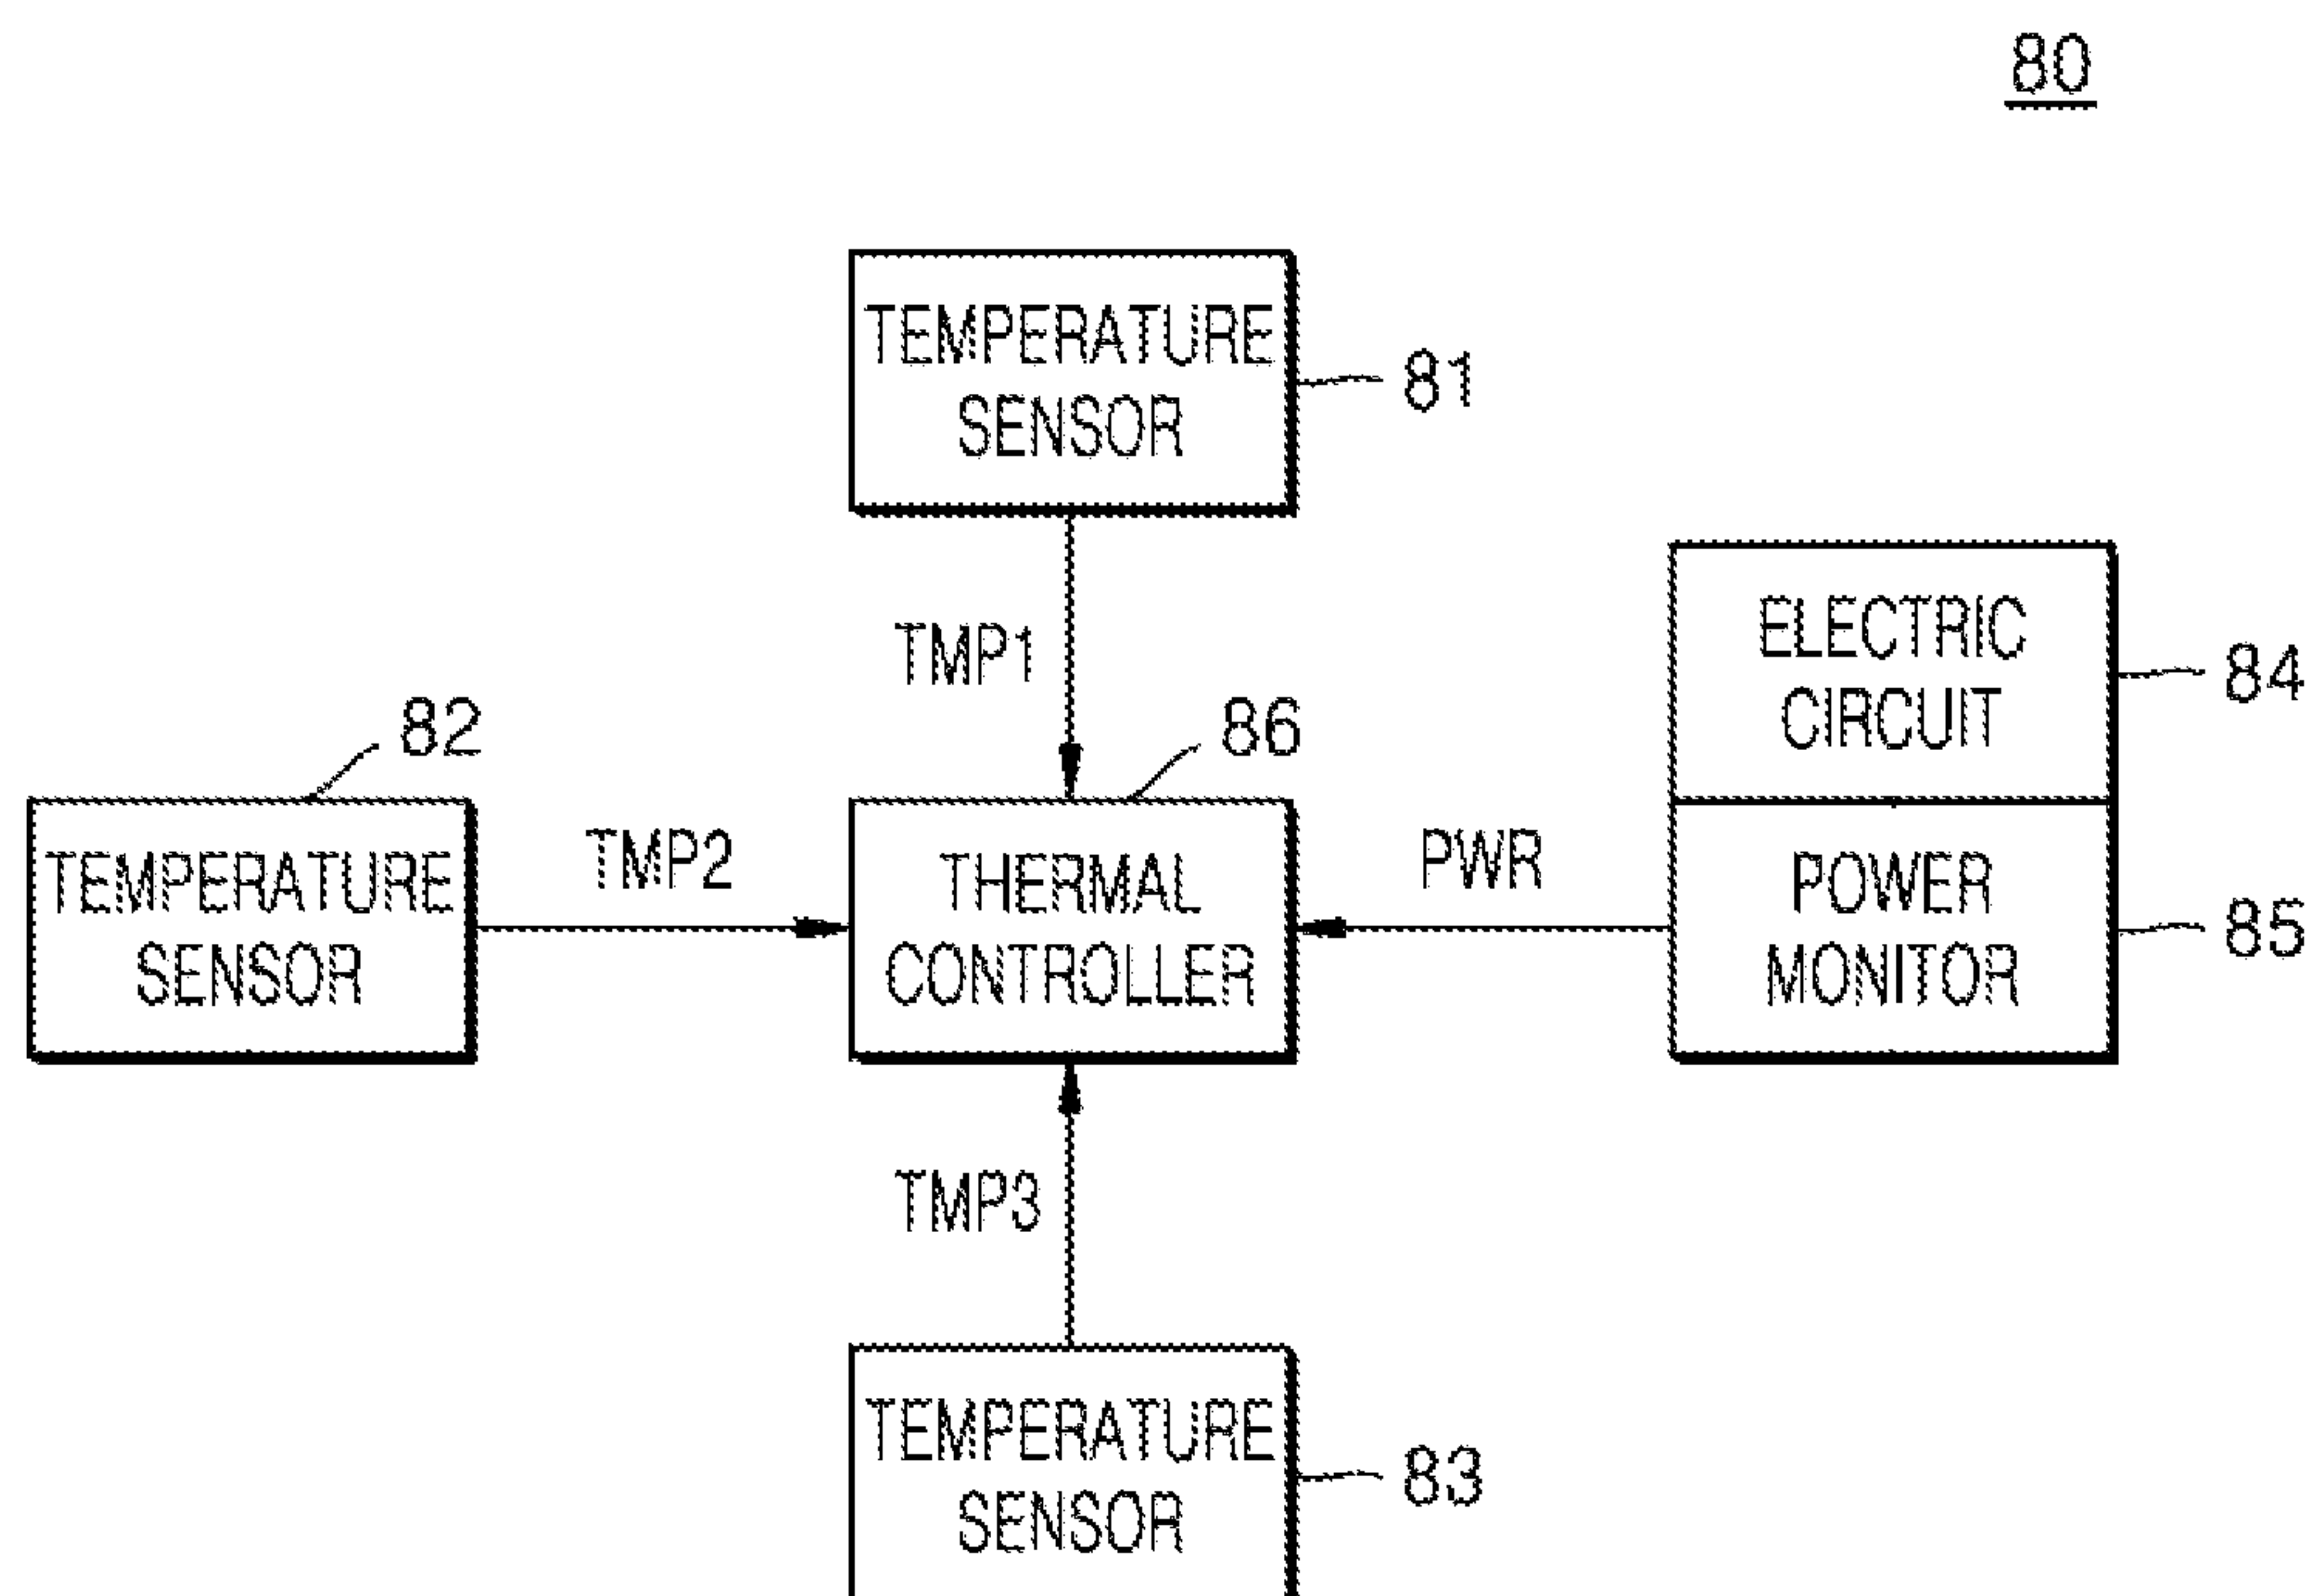 80
TEMPERATURE
SENSOR
81
TMP1
ELECTRIC
CIRCUIT
84
82
86
TEMPERATURE
SENSOR
TMP2
THERMAL
CONTROLLER
PWR
POWER
MONITOR
85
TMP3
TEMPERATURE
SENSOR
83